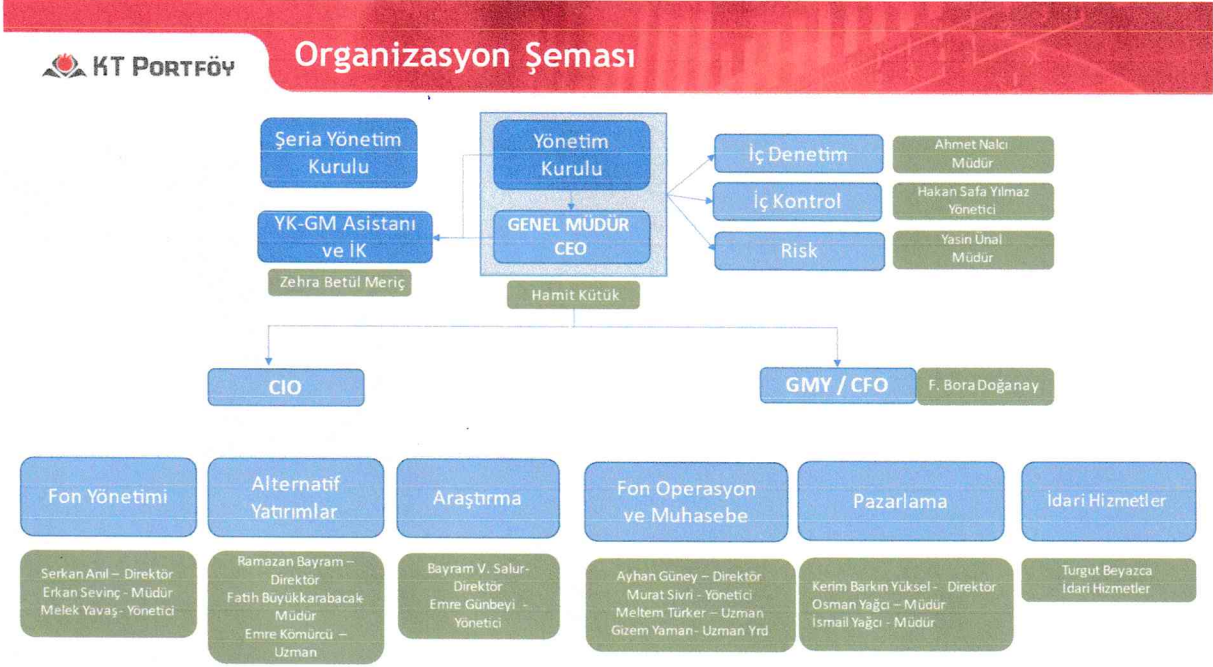 KT PORTFÖY
Organizasyon Şeması
Şeria Yönetim
Kurulu
Yönetim
Kurulu
İç Denetim
Ahmet Nalcı
Müdür
İç Kontrol
Hakan Safa Yılmaz
Yönetici
YK-GM Asistanı
ve İK
GENEL MÜDÜR
CEO
Risk
Yasin Ünal
Müdür
Zehra Betül Meriç
Hamit Kütük
CIO
GMY / CFO
F. Bora Doğanay
Fon Yönetimi
Alternatif
Yatırımlar
Araştırma
Fon Operasyon
ve Muhasebe
Pazarlama
İdari Hizmetler
Serkan Anıl – Direktör
Erkan Sevinç - Müdür
Melek Yavaş- Yönetici
Ramazan Bayram –
Direktör
Fatih Büyükkarabacak-
Müdür
Emre Kömürcü –
Uzman
Bayram V. Salur-
Direktör
Emre Günbeyi -
Yönetici
Ayhan Güney – Direktör
Murat Sivri - Yönetici
Meltem Türker – Uzman
Gizem Yaman- Uzman Yrd
Kerim Barkın Yüksel - Direktör
Osman Yağcı – Müdür
İsmail Yağcı - Müdür
Turgut Beyazca
İdari Hizmetler